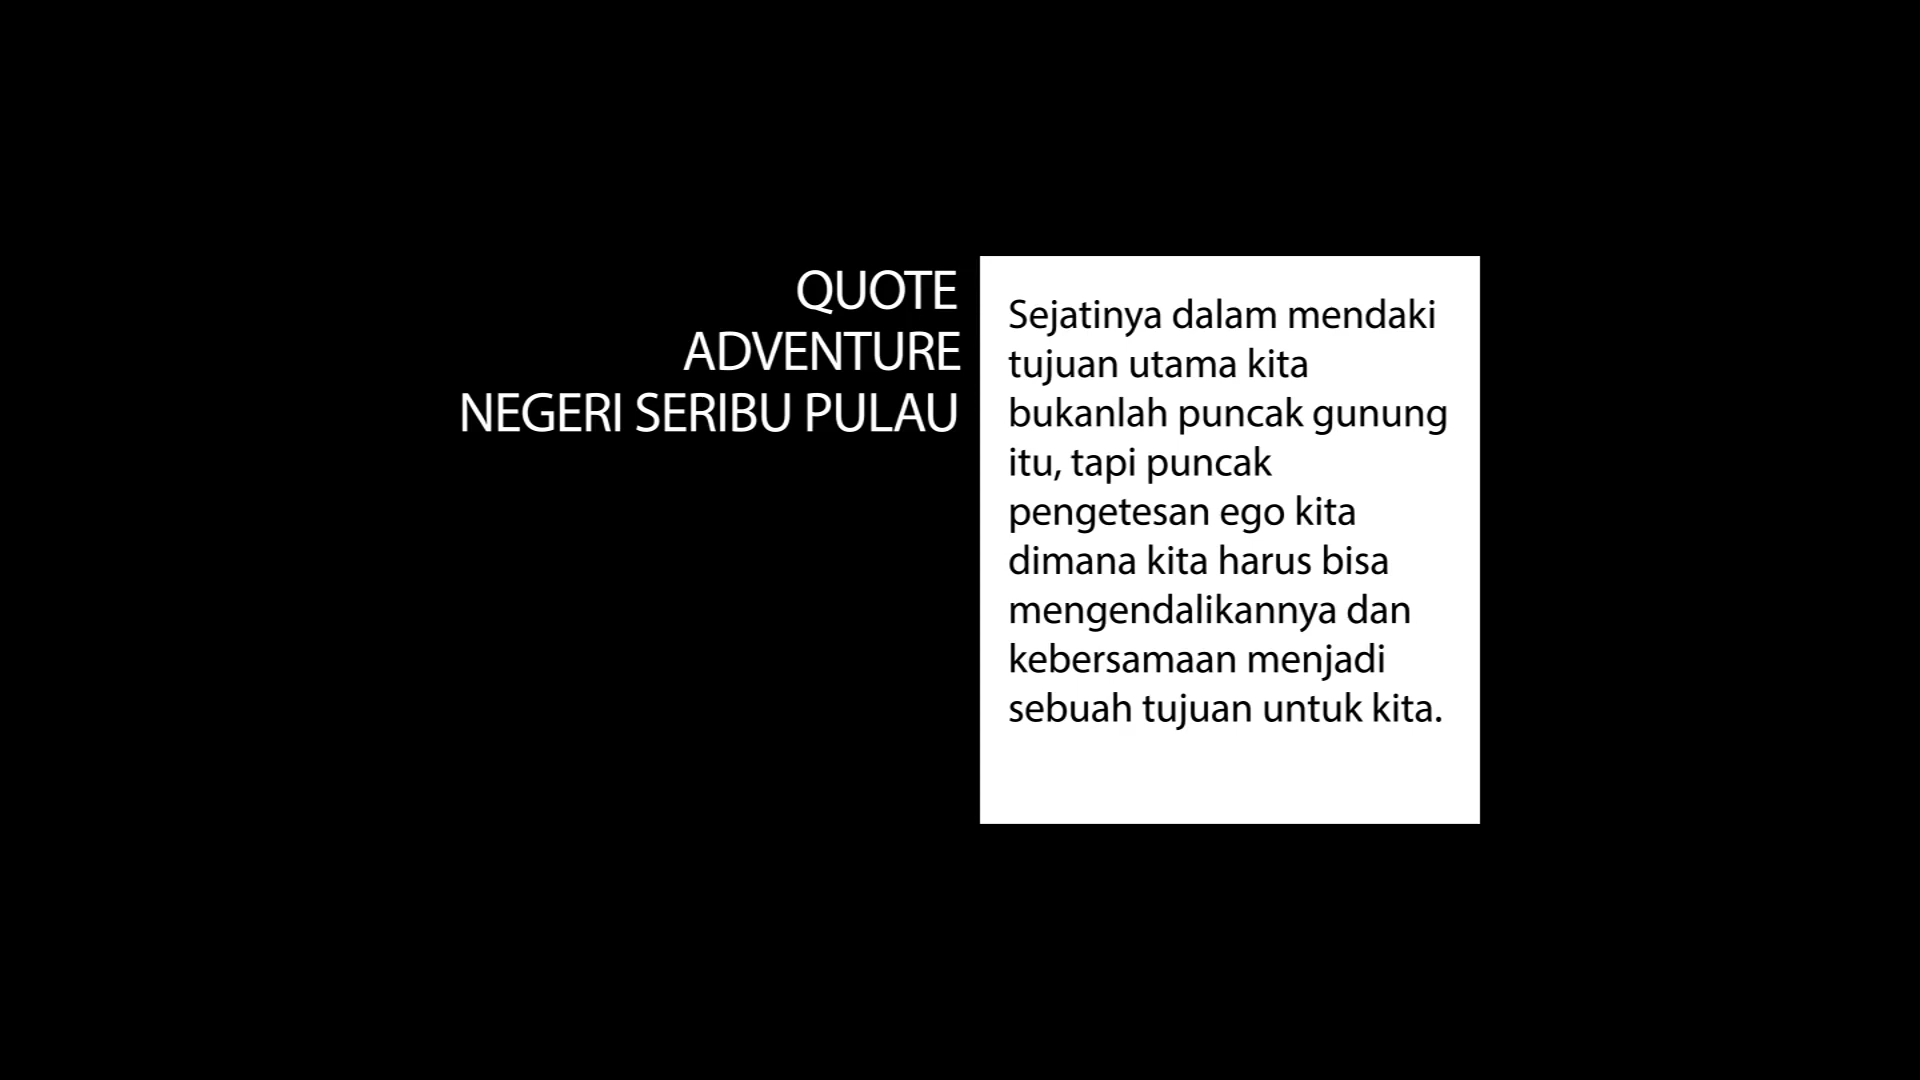 QUOTE
ADVENTURE
NEGERI SERIBU PULAU
Sejatinya dalam mendaki
tujuan utama kita
bukanlah puncak gunung
itu, tapi puncak
pengetesan ego kita
dimana kita harus bisa
mengendalikannya dan
kebersamaan menjadi
sebuah tujuan untuk kita.